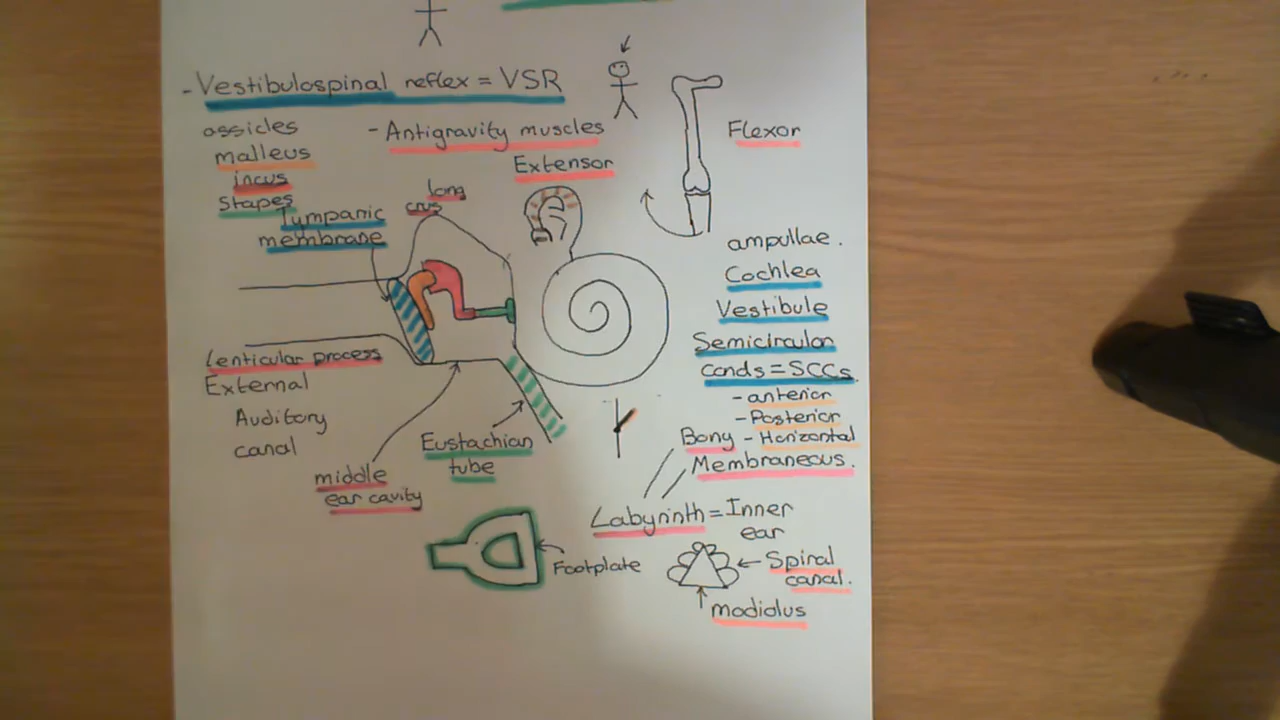 - Vestibulospinal reflex = VSR
ossicles
malleus
incus
Stapes
- Antigravity muscles
Extensor
Flexor
long
crus
Tympanic
membrane
ampullae.
Cochlea
Vestibule
Semicircular
canals = SCCs.
- anterior
- Posterior
- Horizontal
Bony
Membraneous.
Labyrinth = Inner
ear
Lenticular process
External
Auditory
canal
middle
ear cavity
Eustachian
tube
Footplate
Spiral
canal.
modiolus